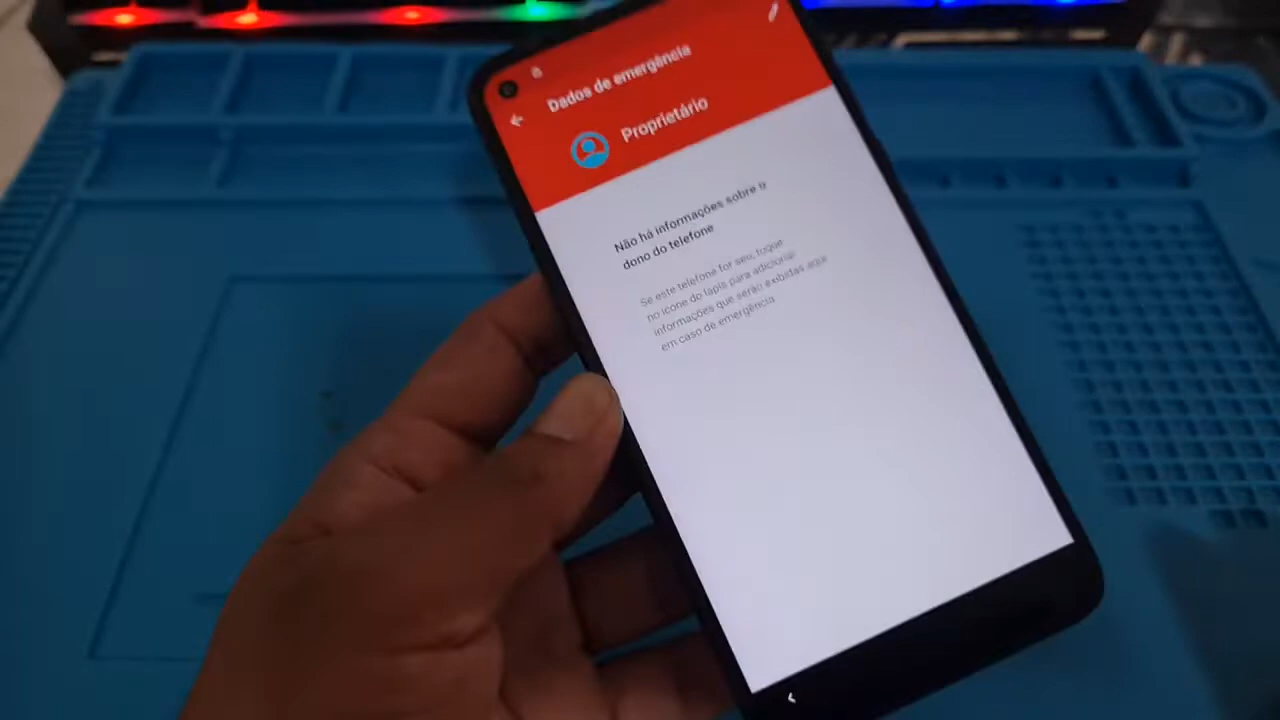 Dados de emergência
Proprietário
Não há informações sobre o
dono do telefone
Se este telefone for seu, toque
no ícone do lápis para adicionar
informações que serão exibidas aqui
em caso de emergência